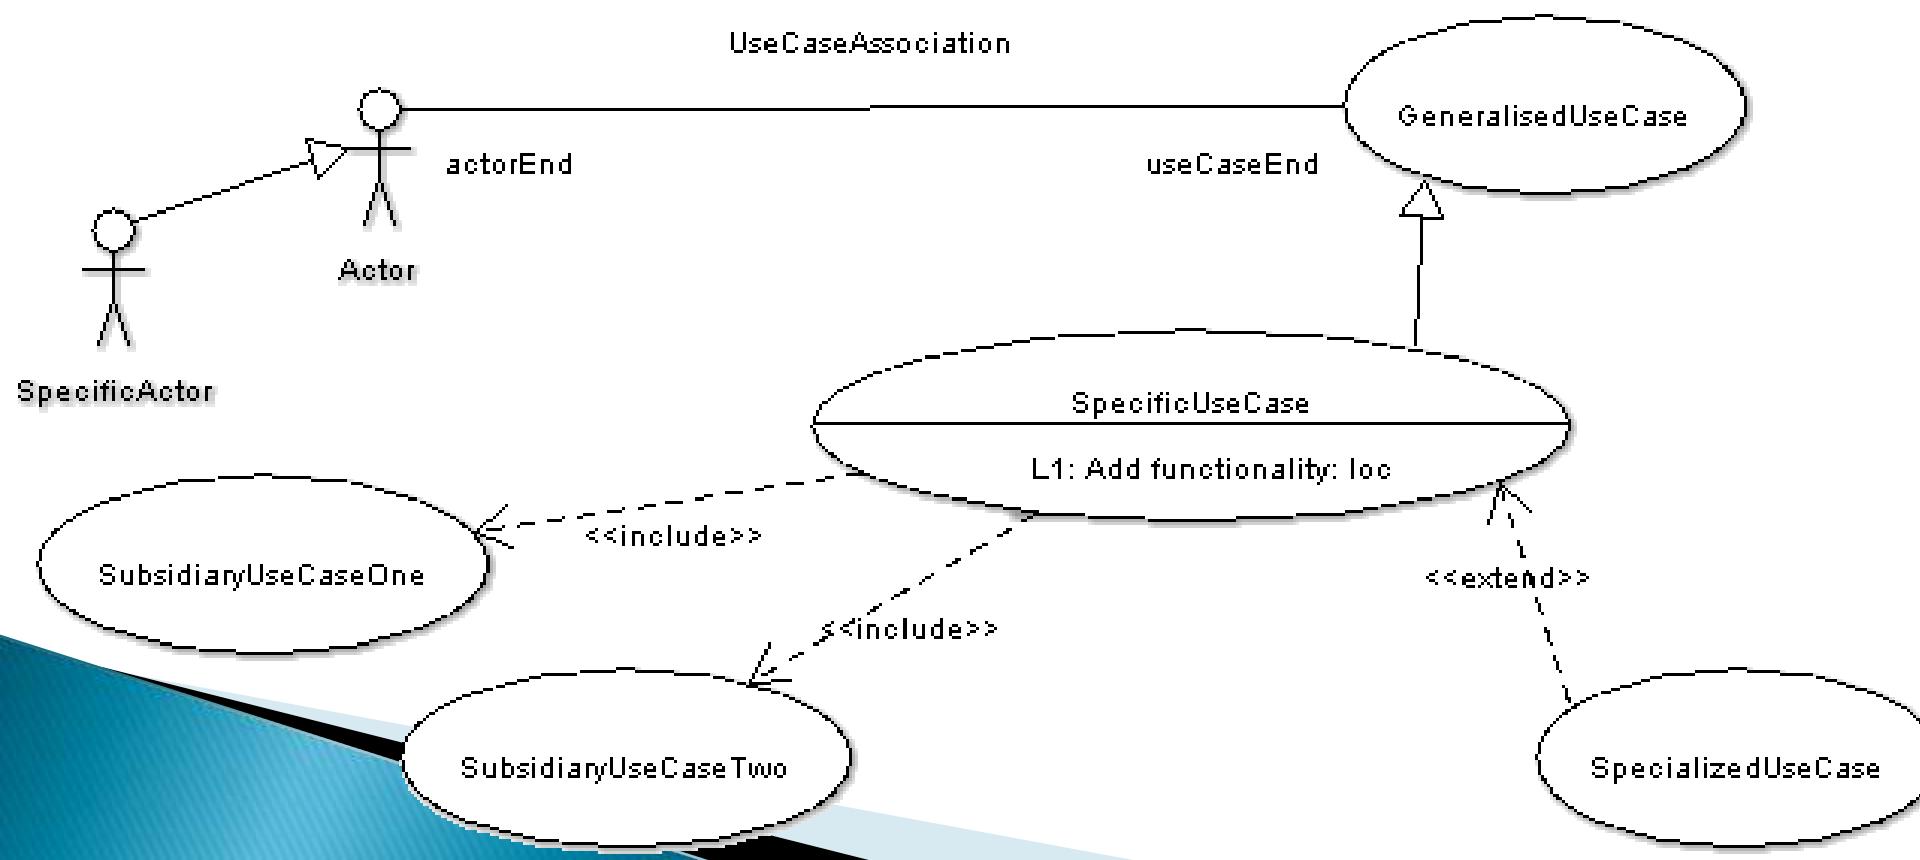 UseCaseAssociation
GeneralisedUseCase
actorEnd
useCaseEnd
Actor
SpecificActor
SpecificUseCase
L1: Add functionality: loc
<<include>>
SubsidiaryUseCaseOne
<<extend>>
<<include>>
SubsidiaryUseCaseTwo
SpecializedUseCase